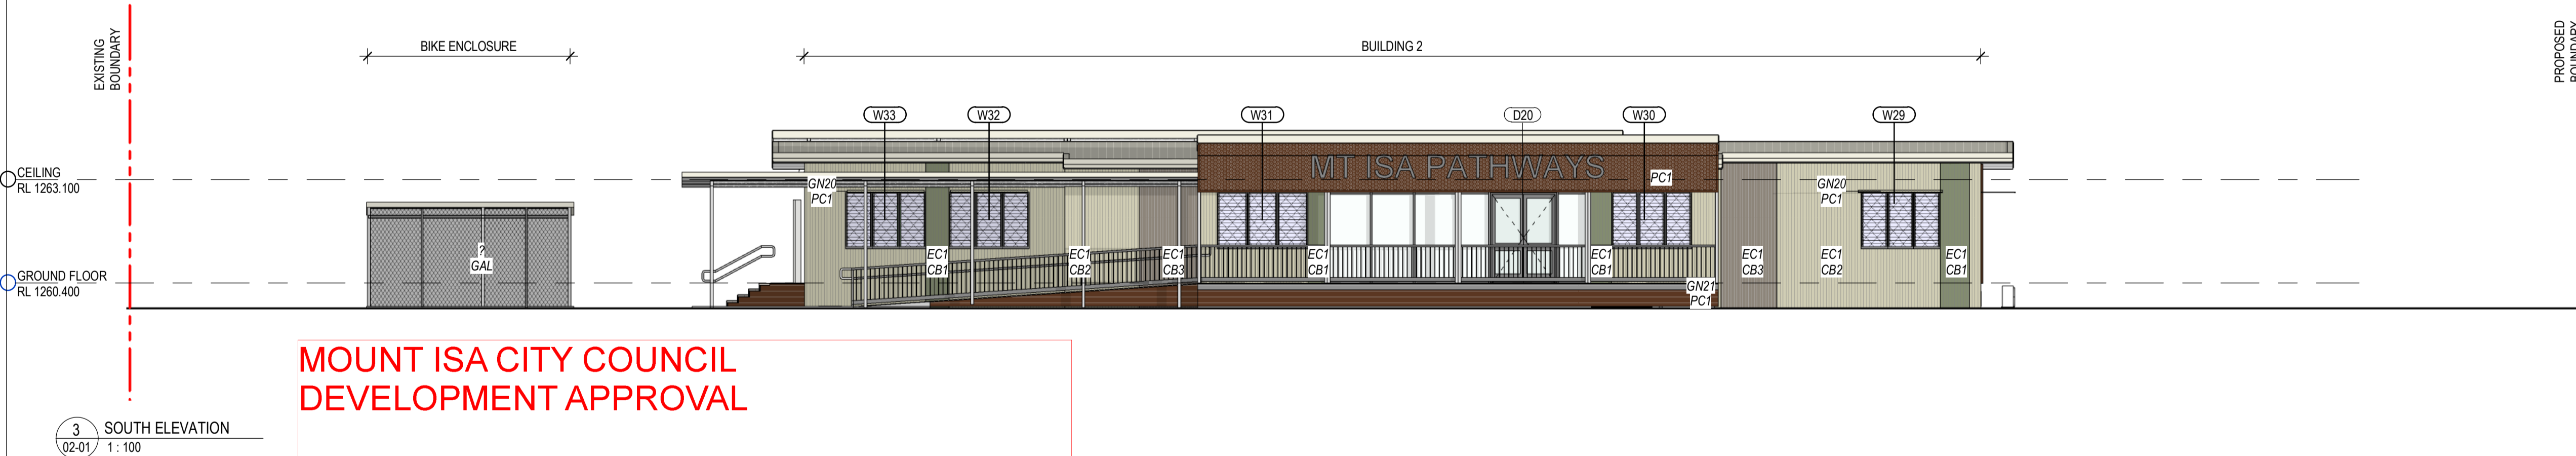 EXISTING
BOUNDARY
BIKE ENCLOSURE
BUILDING 2
PROPOSED
BOUNDARY
W33
W32
W31
D20
W30
W29
CEILING
RL 1263.100
MT ISA PATHWAYS
PC1
GN20
PC1
GN20
PC1
?
GAL
EC1
CB1
EC1
CB2
EC1
CB3
EC1
CB1
EC1
CB1
EC1
CB3
EC1
CB2
EC1
CB1
GROUND FLOOR
RL 1260.400
GN21
PC1
MOUNT ISA CITY COUNCIL
DEVELOPMENT APPROVAL
3
SOUTH ELEVATION
02-01
1 : 100